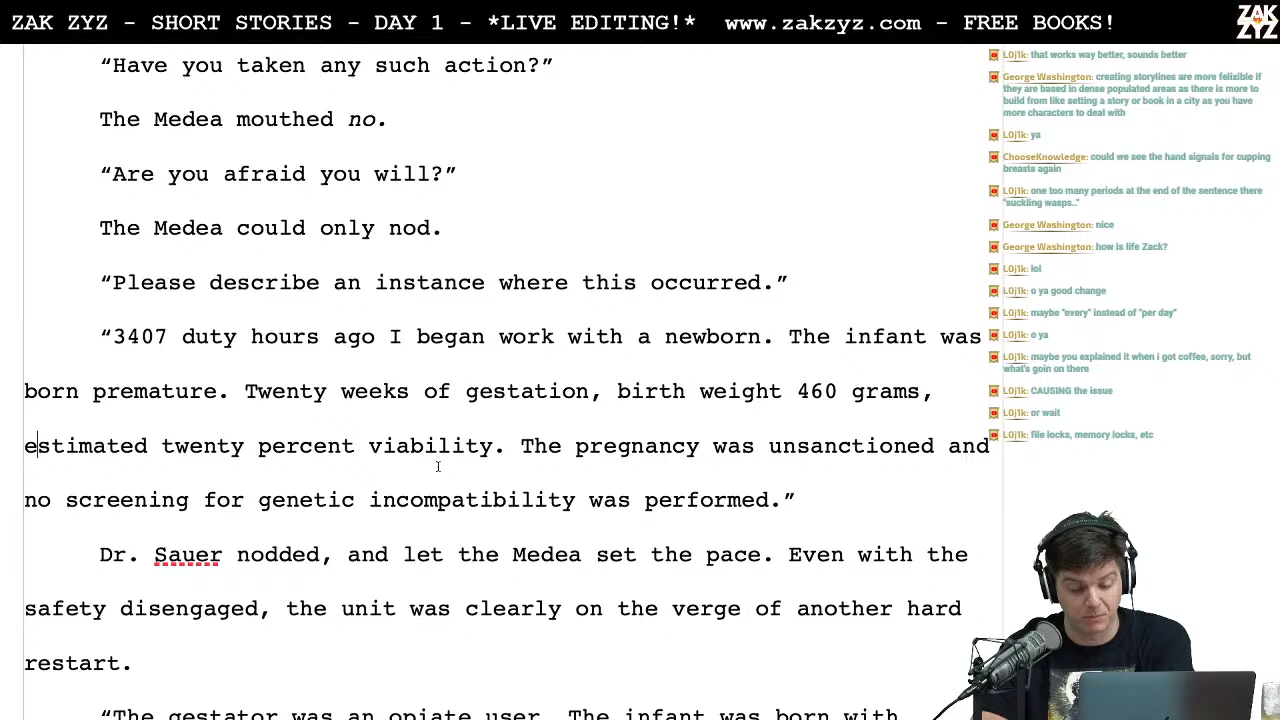 ZAK ZYZ - SHORT STORIES - DAY 1 - *LIVE EDITING!* www.zakzyz.com - FREE BOOKS!
ZAK
ZYZ
“Have you taken any such action?”
The Medea mouthed no.
“Are you afraid you will?”
The Medea could only nod.
“Please describe an instance where this occurred.”
“3407 duty hours ago I began work with a newborn. The infant was
born premature. Twenty weeks of gestation, birth weight 460 grams,
estimated twenty percent viability. The pregnancy was unsanctioned and
no screening for genetic incompatibility was performed.”
Dr. Sauer nodded, and let the Medea set the pace. Even with the
safety disengaged, the unit was clearly on the verge of another hard
restart.
“The gestator was an opiate user. The infant was born with
L0j1k: that works way better, sounds better
George Washington: creating storylines are more felixible if
they are based in dense populated areas as there is more to
build from like setting a story or book in a city as you have
more characters to deal with
L0j1k: ya
ChooseKnowledge: could we see the hand signals for cupping
breasts again
L0j1k: one too many periods at the end of the sentence there
"suckling wasps.."
George Washington: nice
George Washington: how is life Zack?
L0j1k: lol
L0j1k: o ya good change
L0j1k: maybe "every" instead of "per day"
L0j1k: o ya
L0j1k: maybe you explained it when i got coffee, sorry, but
what's goin on there
L0j1k: CAUSING the issue
L0j1k: or wait
L0j1k: file locks, memory locks, etc